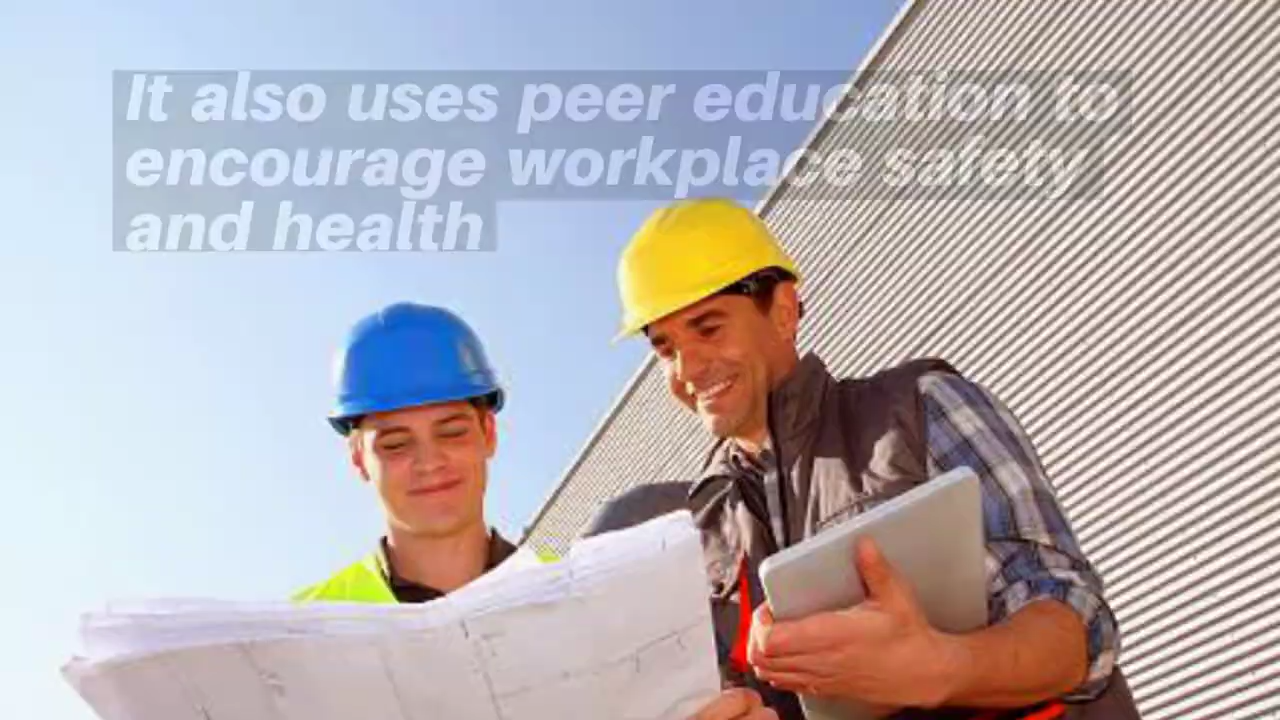 It also uses peer education to
encourage workplace safety
and health